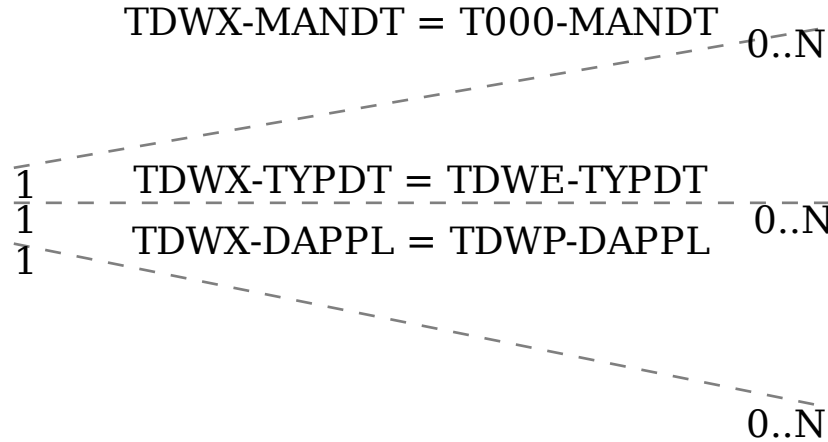 TDWX-MANDT = T000-MANDT
0..N
TDWX-TYPDT = TDWE-TYPDT
1
1
0..N
TDWX-DAPPL = TDWP-DAPPL
1
0..N